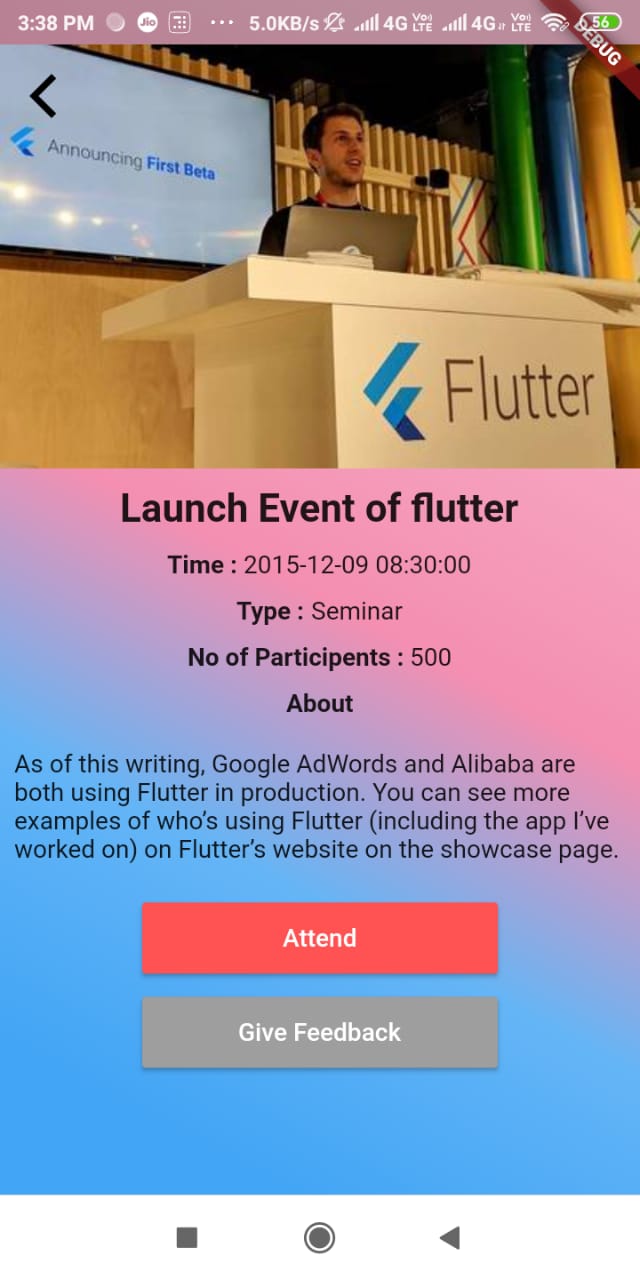 3:38 PM Jio ... 5.0KB/s 4G Vo) LTE 4G Vo) LTE 56
DEBUG
Announcing First Beta
Flutter
Launch Event of flutter
Time : 2015-12-09 08:30:00
Type : Seminar
No of Participents : 500
About
As of this writing, Google AdWords and Alibaba are
both using Flutter in production. You can see more
examples of who’s using Flutter (including the app I’ve
worked on) on Flutter’s website on the showcase page.
Attend
Give Feedback